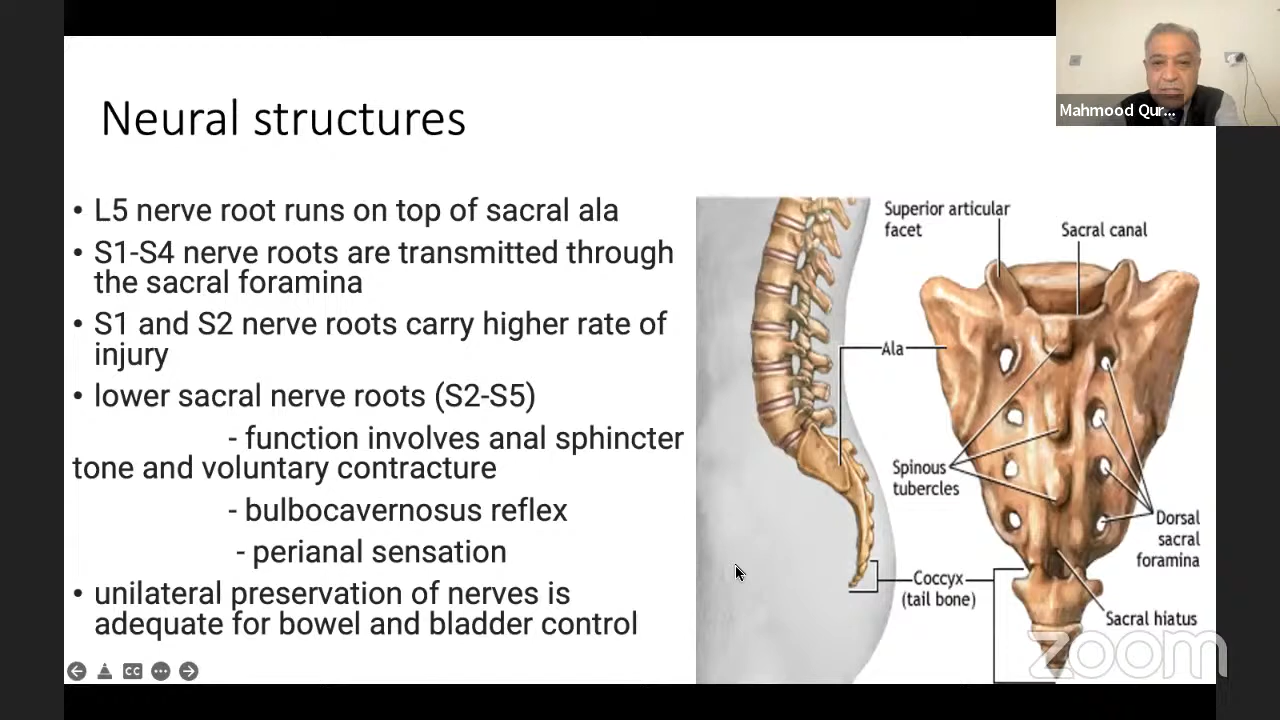 Neural structures
• L5 nerve root runs on top of sacral ala
• S1-S4 nerve roots are transmitted through
the sacral foramina
• S1 and S2 nerve roots carry higher rate of
injury
• lower sacral nerve roots (S2-S5)
- function involves anal sphincter
tone and voluntary contracture
- bulbocavernosus reflex
- perianal sensation
• unilateral preservation of nerves is
adequate for bowel and bladder control
Superior articular
facet
Sacral canal
Ala
Spinous
tubercles
Dorsal
sacral
foramina
Coccyx
(tail bone)
Sacral hiatus
Mahmood Qur...
CC
zoom